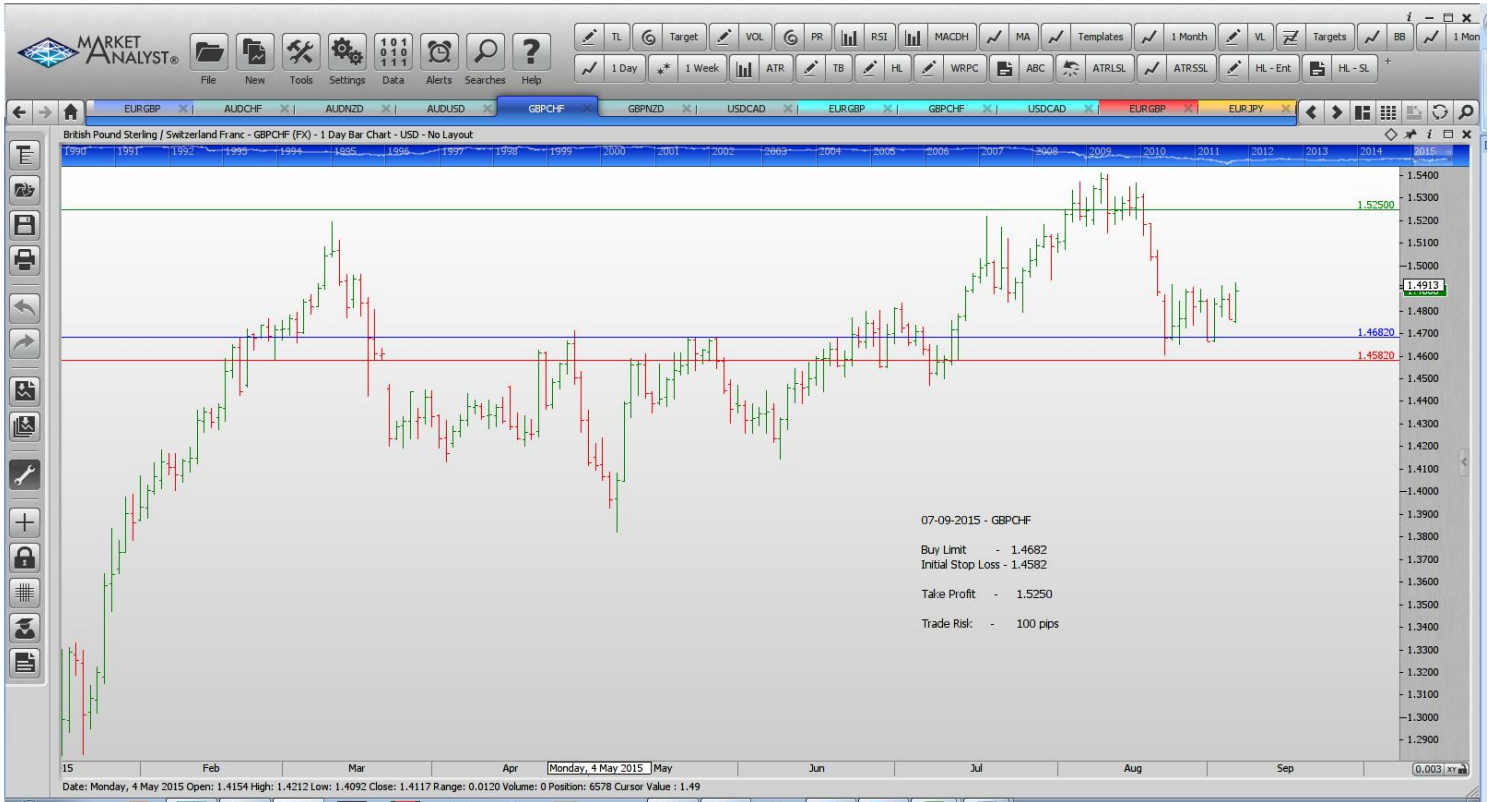 MARKET
ANALYST®
File New Tools Settings Data Alerts Searches Help
TL Target VOL PR RSI MACDH MA Templates 1 Month VL Targets BB 1 Mon
1 Day 1 Week ATR TB HL WRPC ABC ATRLSL ATRSSL HL - Ent HL - SL
EURGBP AUDCHF AUDNZD AUDUSD GBPCHF GBPNZD USDCAD EURGBP GBPCHF USDCAD EURGBP EURJPY
British Pound Sterling / Switzerland Franc - GBPCHF (FX) - 1 Day Bar Chart - USD - No Layout
1990 1991 1992 1993 1994 1995 1996 1997 1998 1999 2000 2001 2002 2003 2004 2005 2006 2007 2008 2009 2010 2011 2012 2013 2014 2015
1.5400
1.5300
1.52500
1.5200
1.5100
1.5000
1.4913
1.4800
1.4700
1.46820
1.4600
1.45820
1.4500
1.4400
1.4300
1.4200
1.4100
1.4000
1.3900
1.3800
1.3700
1.3600
1.3500
1.3400
1.3300
1.3200
1.3100
1.3000
1.2900
07-09-2015 - GBPCHF
Buy Limit - 1.4682
Initial Stop Loss - 1.4582
Take Profit - 1.5250
Trade Risk - 100 pips
15 Feb Mar Apr Monday, 4 May 2015 May Jun Jul Aug Sep
0.003 XY
Date: Monday, 4 May 2015 Open: 1.4154 High: 1.4212 Low: 1.4092 Close: 1.4117 Range: 0.0120 Volume: 0 Position: 6578 Cursor Value : 1.49